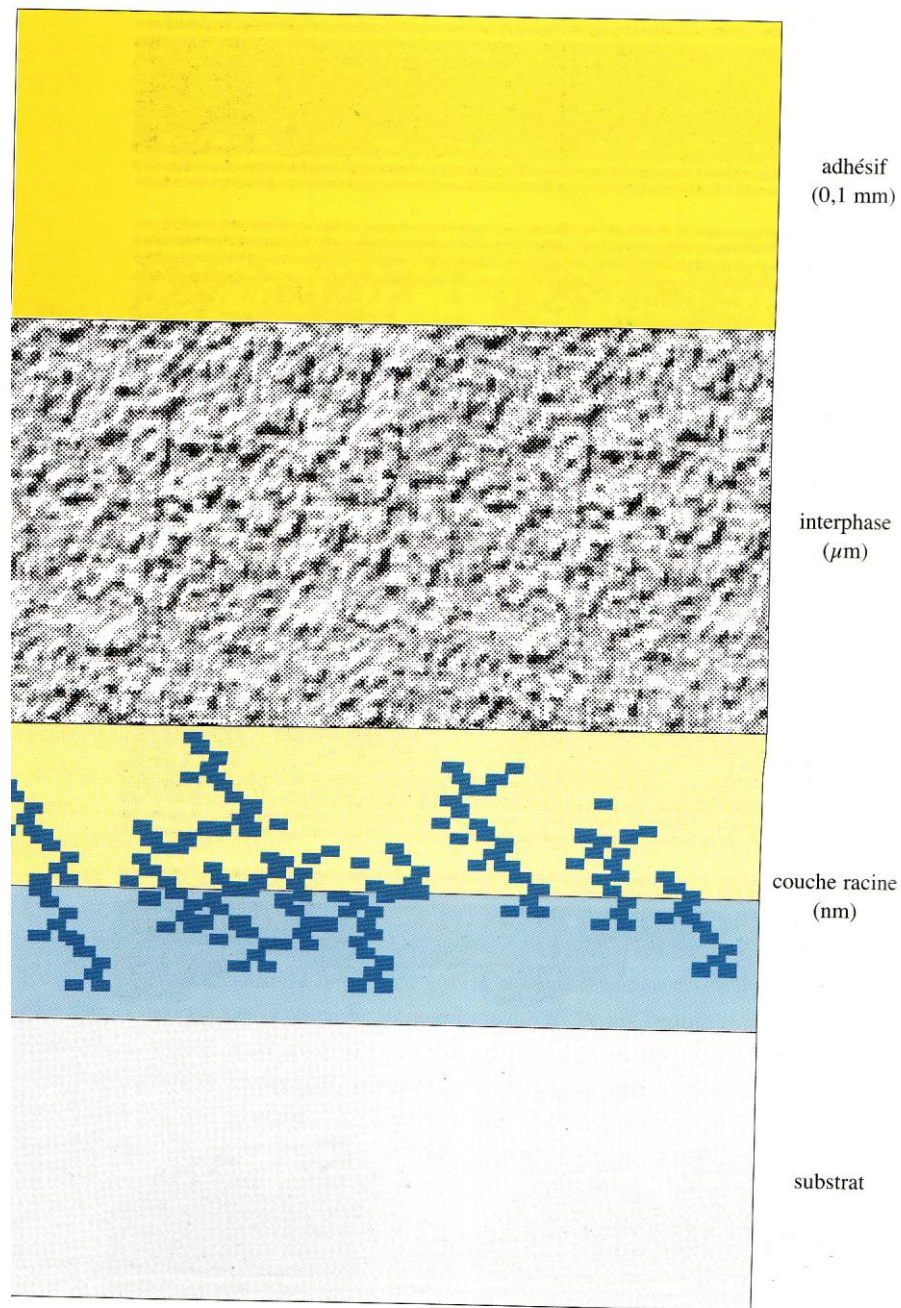 adhésif
(0,1 mm)
interphase
(µm)
couche racine
(nm)
substrat